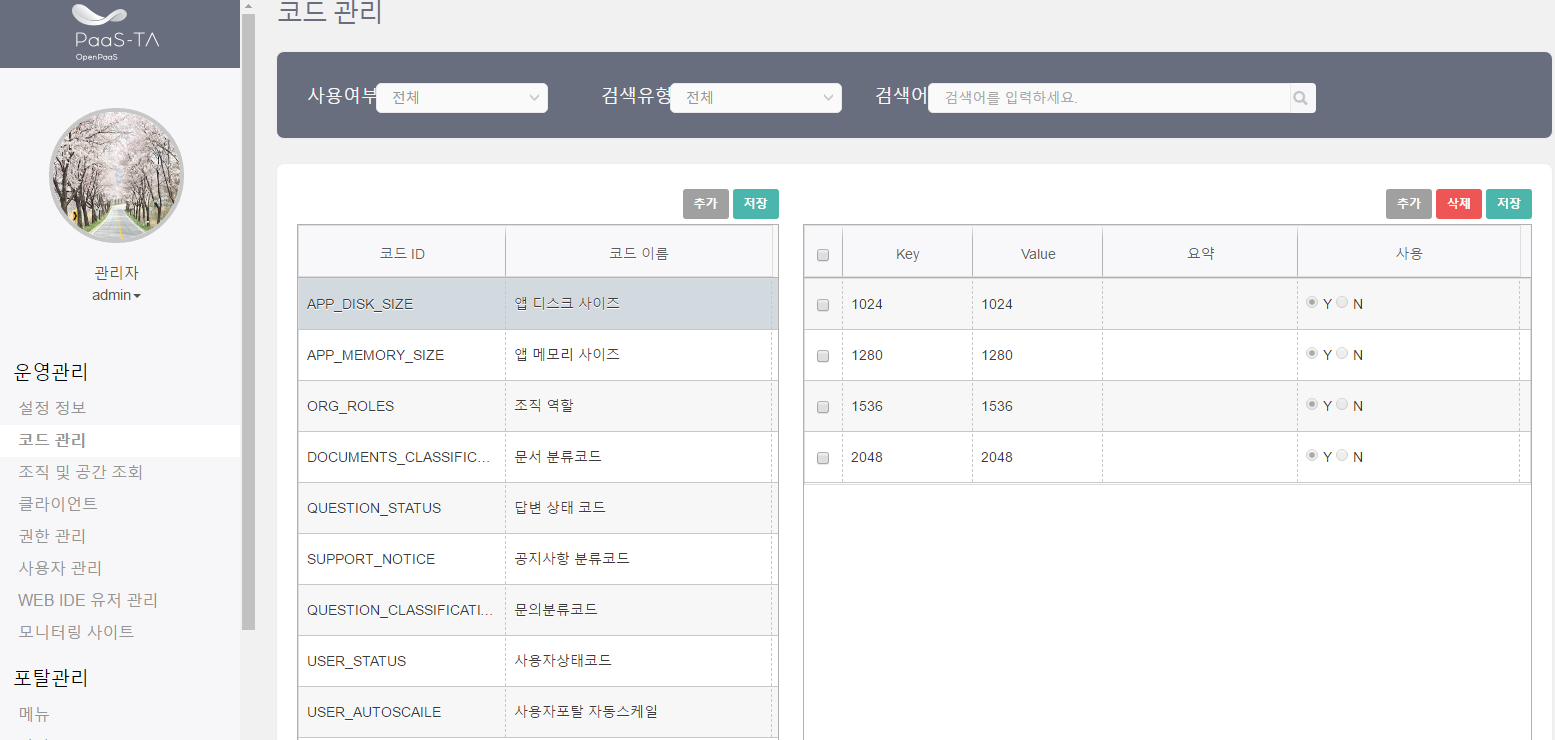 PaaS-TA
OpenPaaS
관리자
admin
운영관리
설정 정보
코드 관리
조직 및 공간 조회
클라이언트
권한 관리
사용자 관리
WEB IDE 유저 관리
모니터링 사이트
포탈관리
메뉴
코드 관리
사용여부 전체 검색유형 전체 검색어 검색어를 입력하세요.
추가 저장
코드 ID 코드 이름
APP_DISK_SIZE 앱 디스크 사이즈
APP_MEMORY_SIZE 앱 메모리 사이즈
ORG_ROLES 조직 역할
DOCUMENTS_CLASSIFIC... 문서 분류코드
QUESTION_STATUS 답변 상태 코드
SUPPORT_NOTICE 공지사항 분류코드
QUESTION_CLASSIFICATI... 문의분류코드
USER_STATUS 사용자상태코드
USER_AUTOSCAILE 사용자포탈 자동스케일
추가 삭제 저장
Key Value 요약 사용
1024 1024 Y N
1280 1280 Y N
1536 1536 Y N
2048 2048 Y N